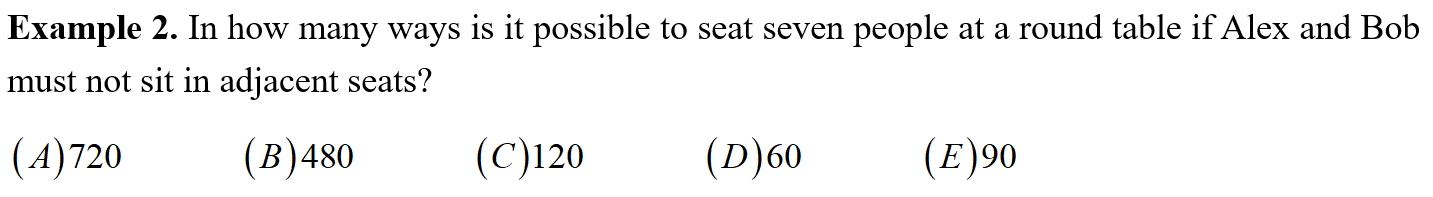 Example 2. In how many ways is it possible to seat seven people at a round table if Alex and Bob
must not sit in adjacent seats?
(A)720 (B)480 (C)120 (D)60 (E)90